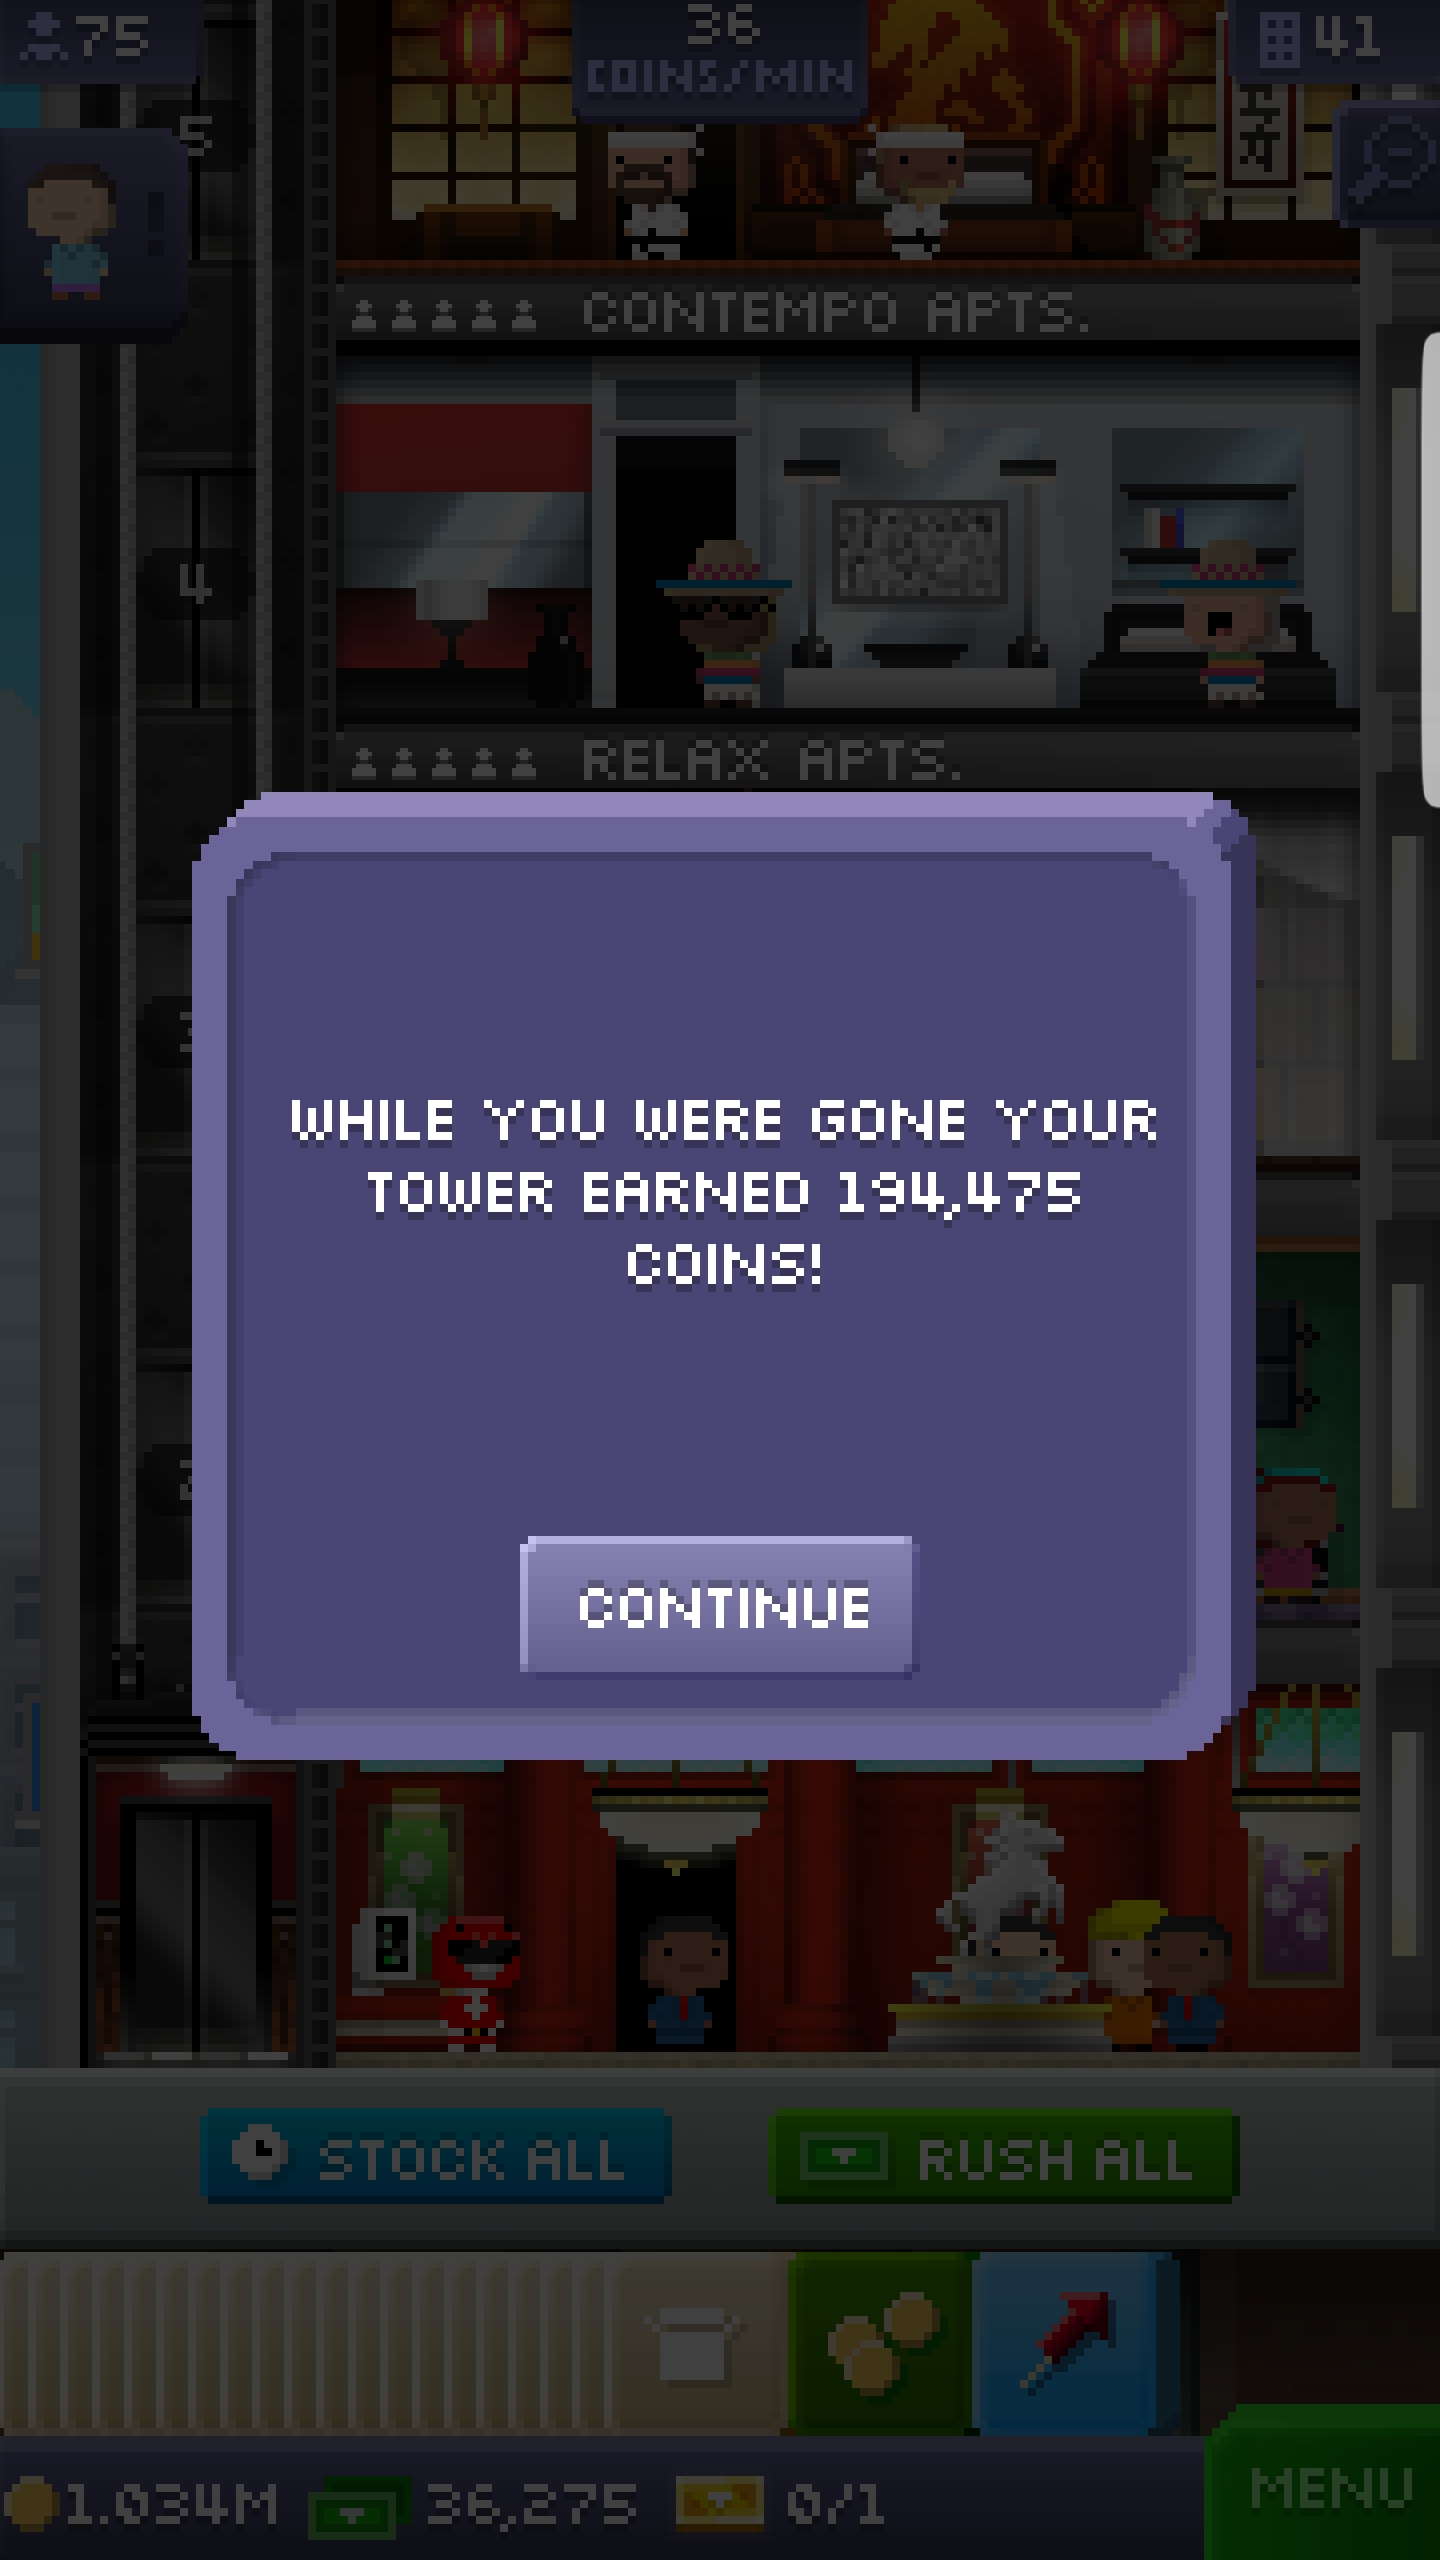 75
36
COINS/MIN
41
5
CONTEMPO APTS.
4
RELAX APTS.
WHILE YOU WERE GONE YOUR
TOWER EARNED 194,475
COINS!
CONTINUE
STOCK ALL
RUSH ALL
1.034M
36,275
0/1
MENU